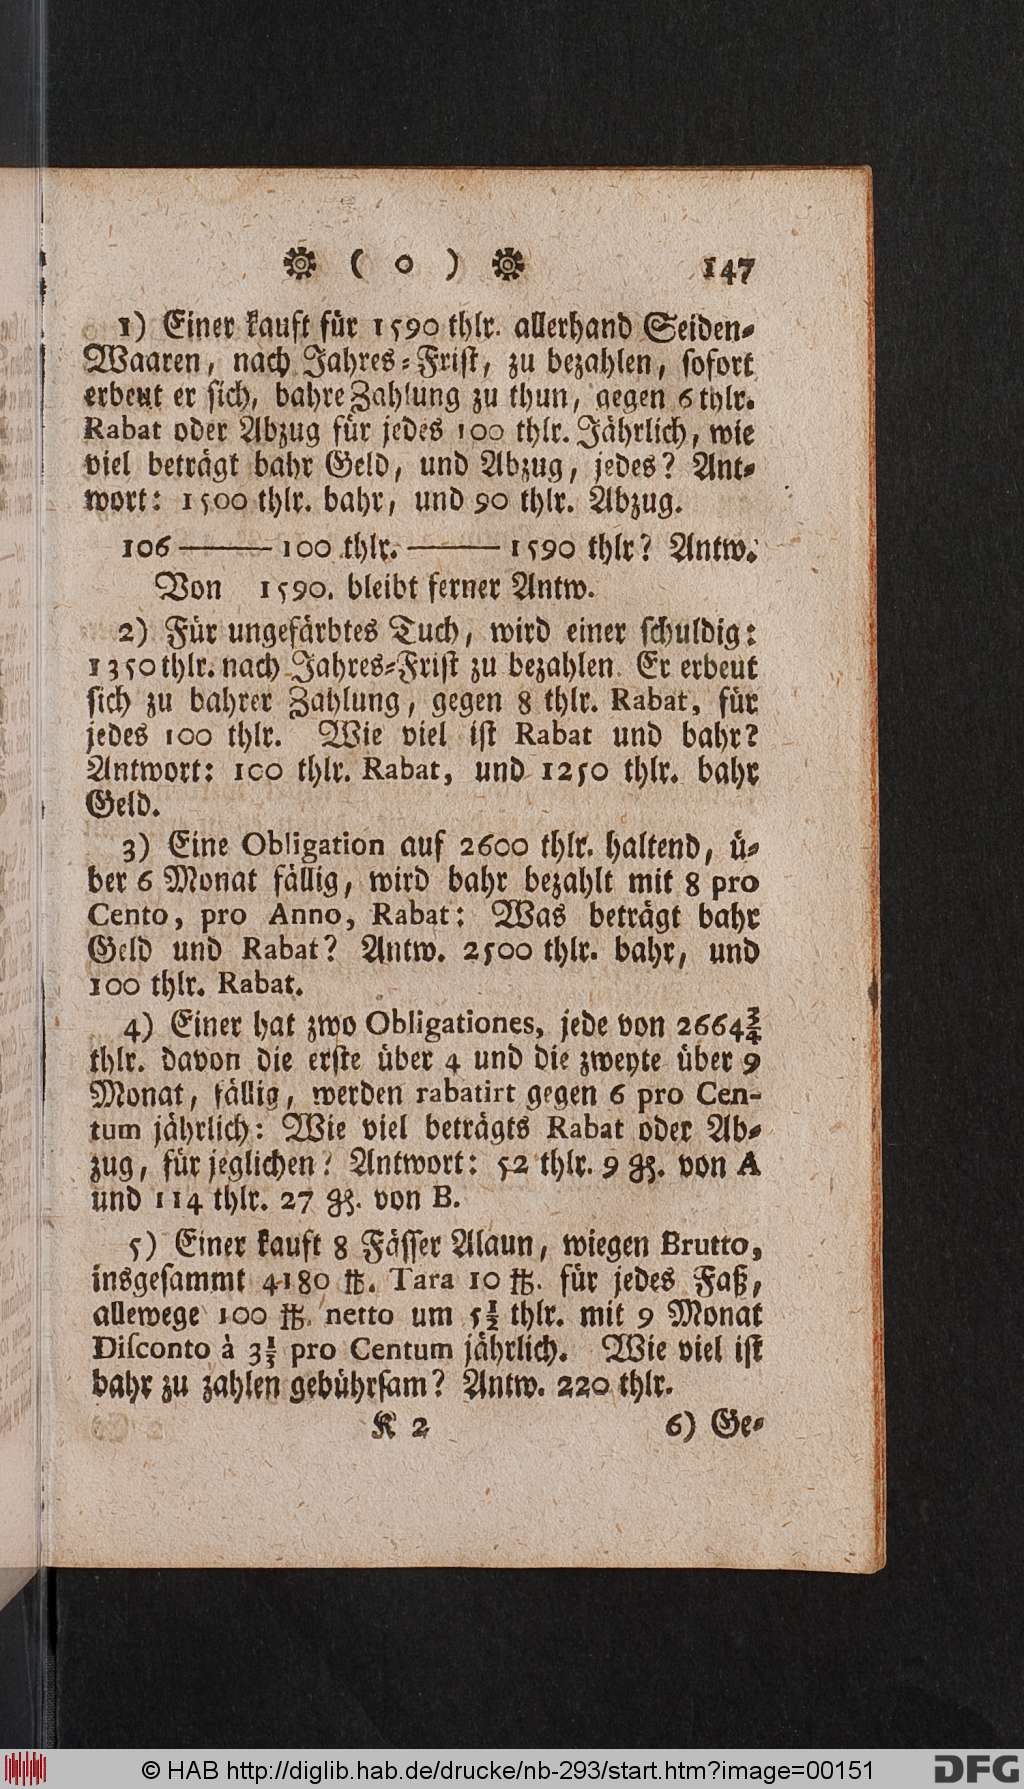 ❁ ( o ) ❁ 147
1) Einer kauft für 1590 thlr. allerhand Seiden-
Waaren, nach Jahres-Frist, zu bezahlen, sofort
erbeut er sich, bahre Zahlung zu thun, gegen 6 thlr.
Rabat oder Abzug für jedes 100 thlr. Jährlich, wie
viel beträgt bahr Geld, und Abzug, jedes? Ant-
wort: 1500 thlr. bahr, und 90 thlr. Abzug.
106 ——— 100 thlr. ——— 1590 thlr? Antw.
Von 1590. bleibt ferner Antw.
2) Für ungefärbtes Tuch, wird einer schuldig:
1350 thlr. nach Jahres-Frist zu bezahlen. Er erbeut
sich zu bahrer Zahlung, gegen 8 thlr. Rabat, für
jedes 100 thlr. Wie viel ist Rabat und bahr?
Antwort: 100 thlr. Rabat, und 1250 thlr. bahr
Geld.
3) Eine Obligation auf 2600 thlr. haltend, ü-
ber 6 Monat fällig, wird bahr bezahlt mit 8 pro
Cento, pro Anno, Rabat: Was beträgt bahr
Geld und Rabat? Antw. 2500 thlr. bahr, und
100 thlr. Rabat.
4) Einer hat zwo Obligationes, jede von 2664¾
thlr. davon die erste über 4 und die zweyte über 9
Monat, fällig, werden rabatirt gegen 6 pro Cen-
tum jährlich: Wie viel beträgts Rabat oder Ab-
zug, für jeglichen? Antwort: 52 thlr. 9 gß. von A
und 114 thlr. 27 gß. von B.
5) Einer kauft 8 Fässer Alaun, wiegen Brutto,
insgesammt 4180 ℔. Tara 10 ℔. für jedes Faß,
allewege 100 ℔. netto um 5½ thlr. mit 9 Monat
Disconto à 3⅓ pro Centum jährlich. Wie viel ist
bahr zu zahlen gebührsam? Antw. 220 thlr.
K 2 6) Ge-
© HAB http://diglib.hab.de/drucke/nb-293/start.htm?image=00151
DFG